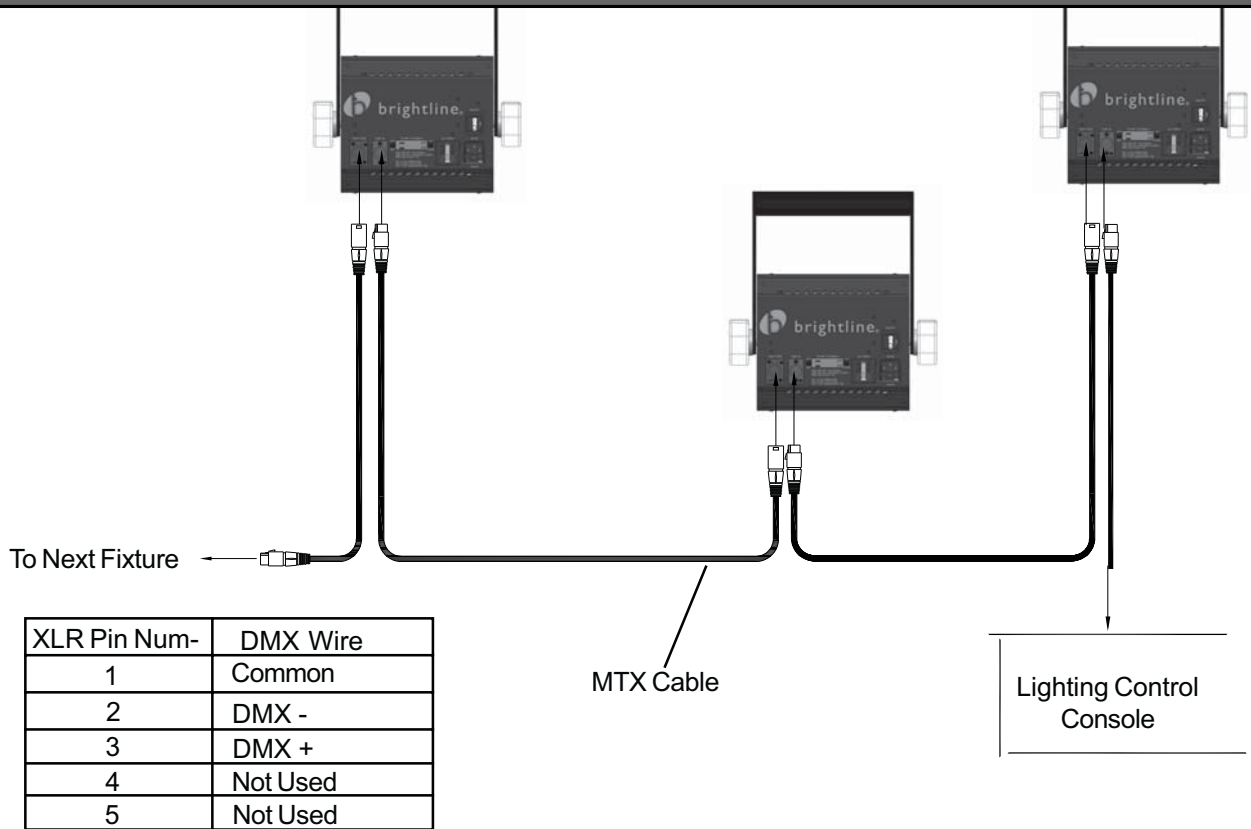 brightline.
brightline.
brightline.
To Next Fixture
MTX Cable
Lighting Control
Console
XLR Pin Num- DMX Wire
1 Common
2 DMX -
3 DMX +
4 Not Used
5 Not Used